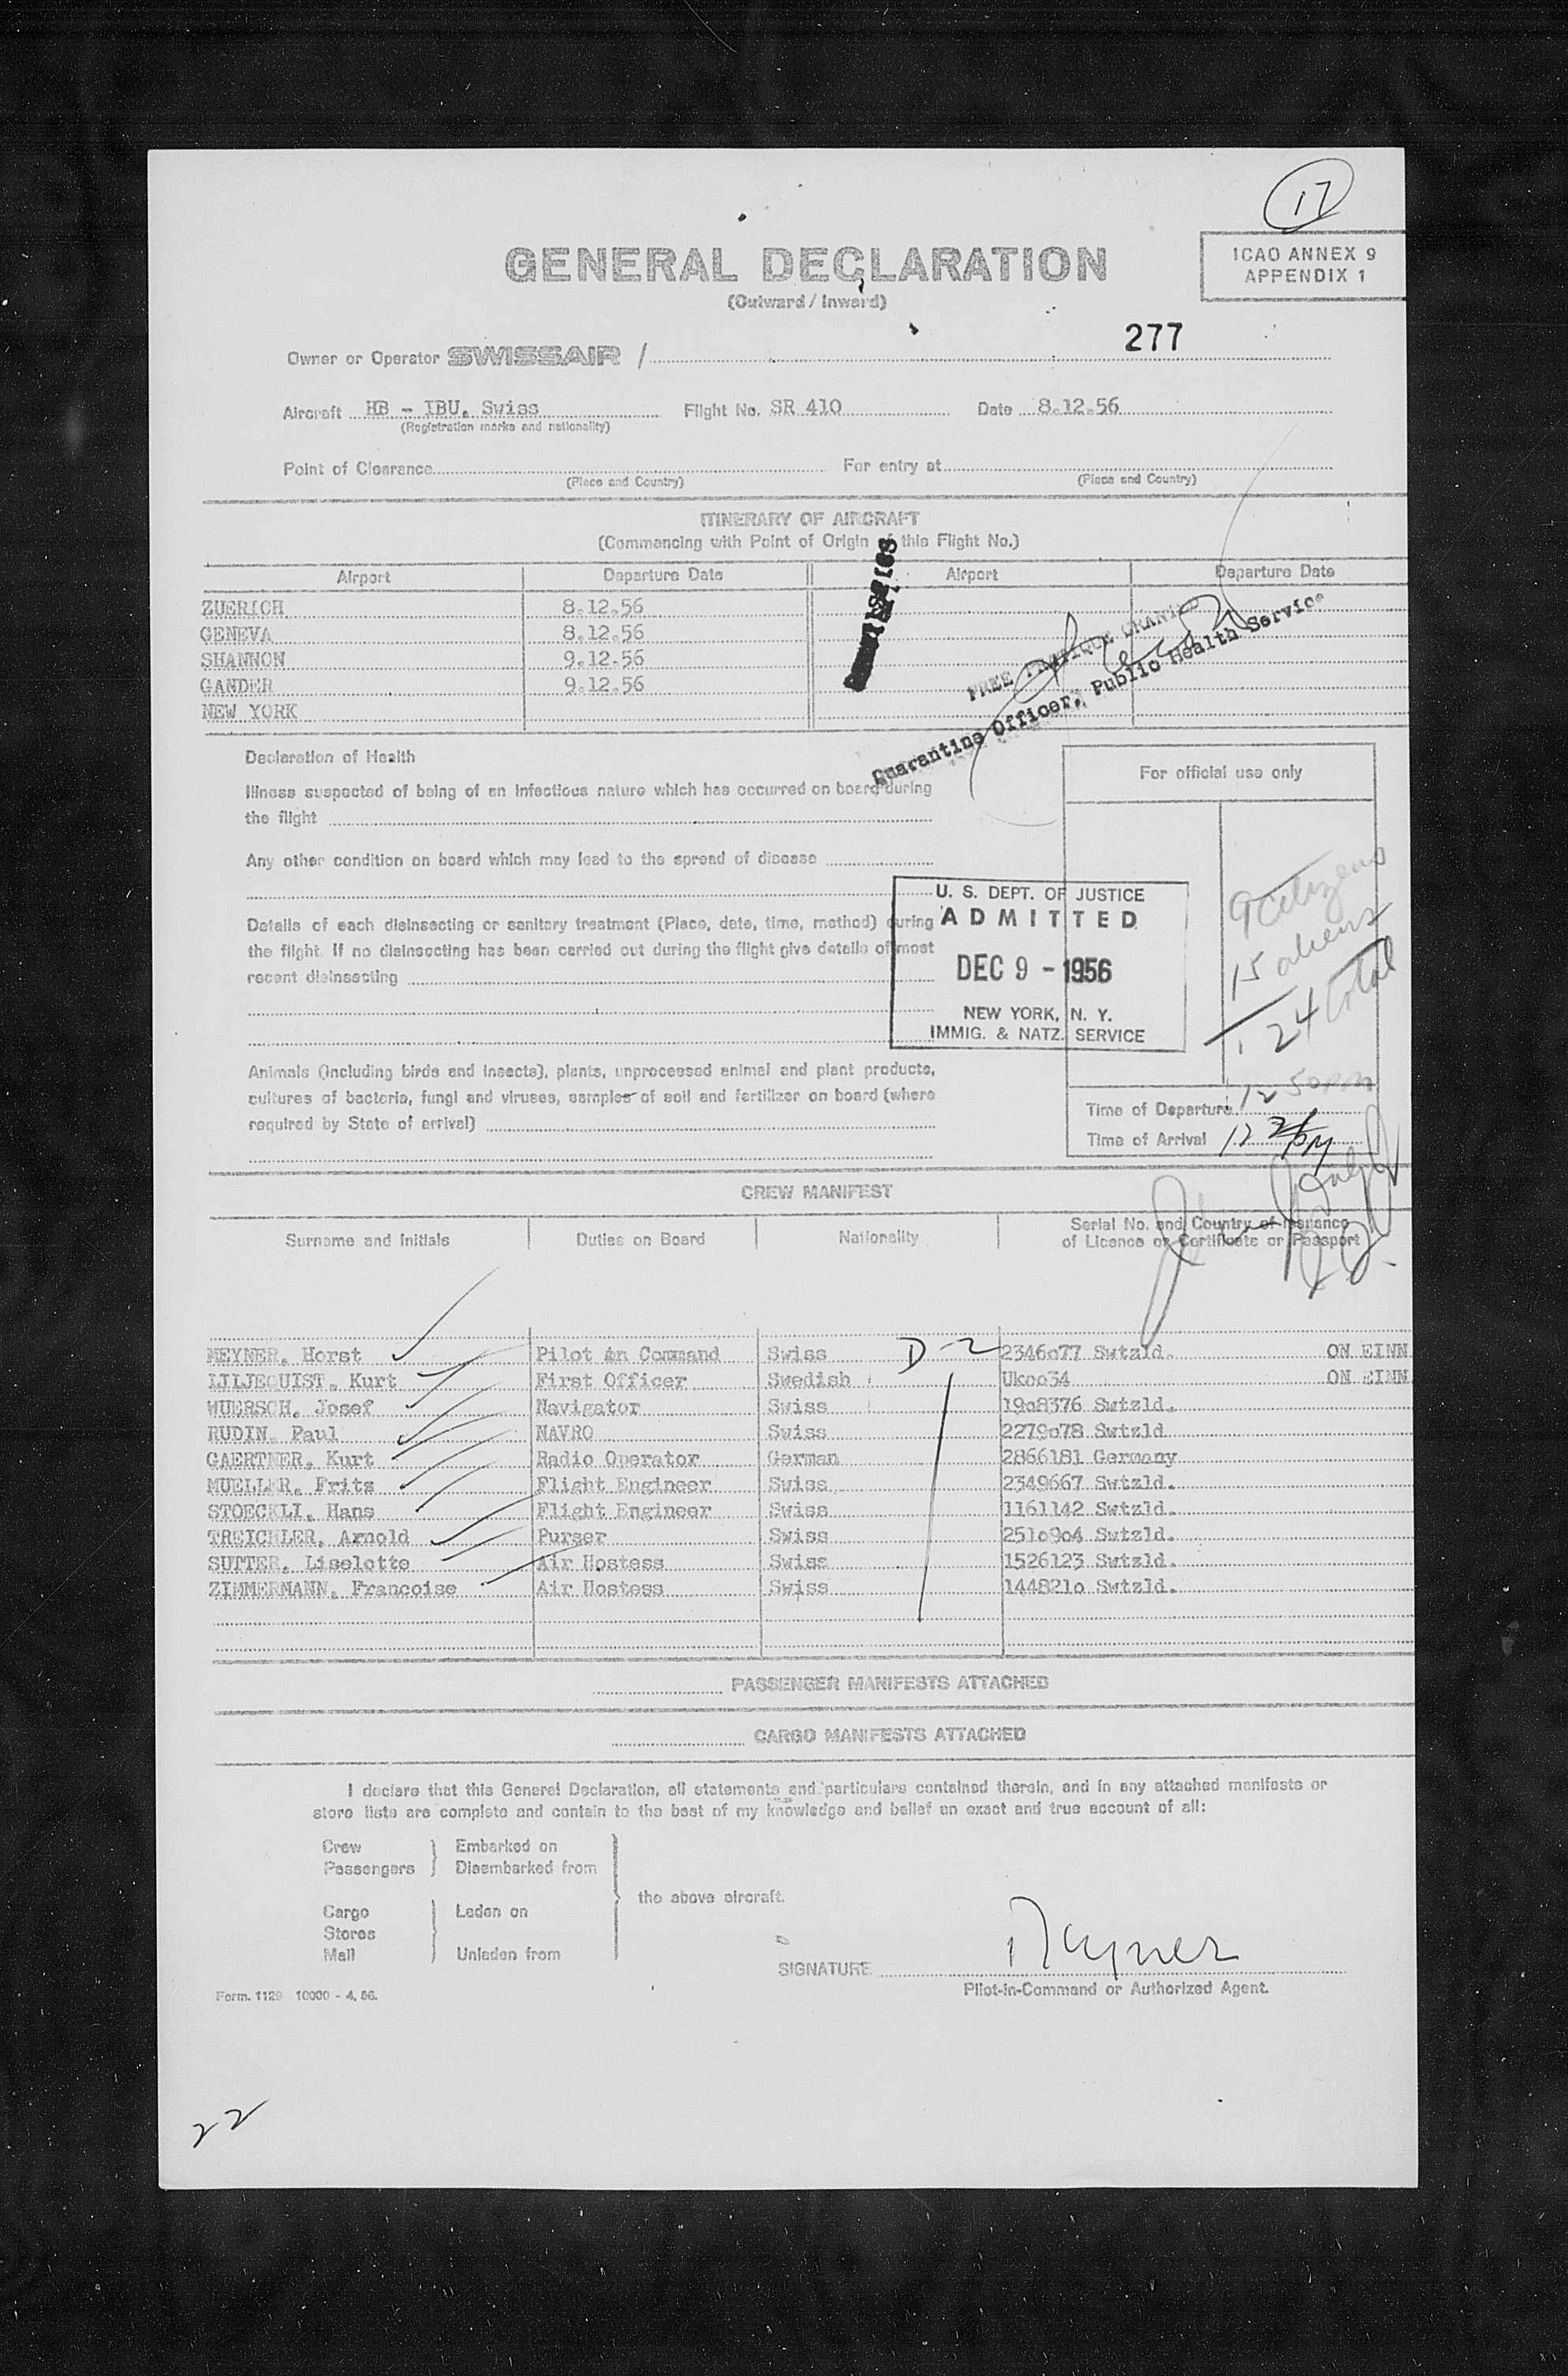 17
ICAO ANNEX 9
APPENDIX 1
GENERAL DECLARATION
(Outward / Inward)
277
Owner or Operator SWISSAIR /
Aircraft HB - IBU. Swiss Flight No. SR 410 Date 8.12.56
(Registration marks and nationality)
Point of Clearance For entry at
(Place and Country) (Place and Country)
ITINERARY OF AIRCRAFT
(Commencing with Point of Origin of this Flight No.)
Airport Departure Date Airport Departure Date
ZUERICH 8.12.56
GENEVA 8.12.56
SHANNON 9.12.56
GANDER 9.12.56
NEW YORK
FREE PRATIQUE GRANTED
Quarantine Officer, Public Health Service
Declaration of Health
Illness suspected of being of an infectious nature which has occurred on board during
the flight
Any other condition on board which may lead to the spread of disease
Details of each disinsecting or sanitary treatment (Place, date, time, method) during
the flight. If no disinsecting has been carried out during the flight give details of most
recent disinsecting
Animals (including birds and insects), plants, unprocessed animal and plant products,
cultures of bacteria, fungi and viruses, samples of soil and fertilizer on board (where
required by State of arrival)
U. S. DEPT. OF JUSTICE
ADMITTED
DEC 9 - 1956
NEW YORK, N. Y.
IMMIG. & NATZ. SERVICE
For official use only
9 citizens
15 aliens
24 total
Time of Departure 12 50 PM
Time of Arrival 12 PM
CREW MANIFEST
Surname and Initials Duties on Board Nationality Serial No. and Country of Issuance
of Licence or Certificate or Passport
MEYNER. Horst Pilot in Command Swiss D-2 2346o77 Swtzld. ON EINN
LILJEQUIST. Kurt First Officer Swedish Ukoo34 ON EINN
WUERSCH. Josef Navigator Swiss 19o8376 Swtzld.
RUDIN. Paul NAVRO Swiss 2279o78 Swtzld
GAERTNER. Kurt Radio Operator German 2866181 Germany
MUELLER. Fritz Flight Engineer Swiss 2349667 Swtzld.
STOECKLI. Hans Flight Engineer Swiss 1161142 Swtzld.
TREICHLER. Arnold Purser Swiss 251o9o4 Swtzld.
SUTTER. Liselotte Air Hostess Swiss 1526123 Swtzld.
ZIMMERMANN. Francoise Air Hostess Swiss 144821o Swtzld.
PASSENGER MANIFESTS ATTACHED
CARGO MANIFESTS ATTACHED
I declare that this General Declaration, all statements and particulars contained therein, and in any attached manifests or
store lists are complete and contain to the best of my knowledge and belief an exact and true account of all:
Crew Embarked on
Passengers Disembarked from
the above aircraft.
Cargo Laden on
Stores
Mail Unladen from
SIGNATURE Meyner
Pilot-in-Command or Authorized Agent.
Form. 1129 10000 - 4, 56.
22